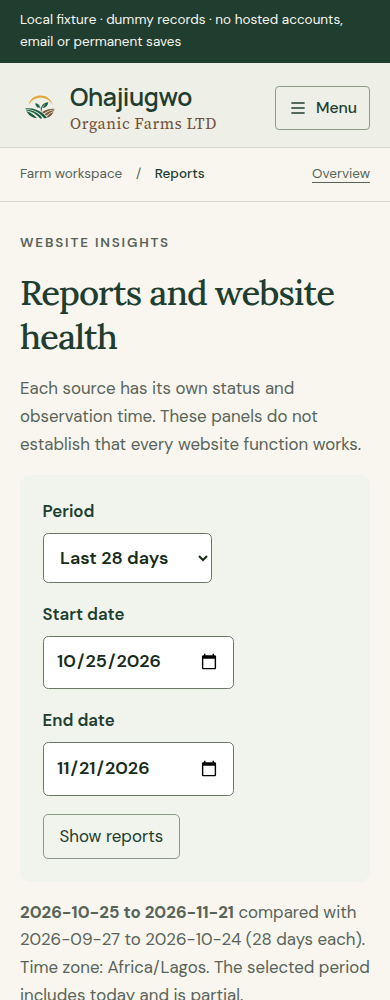 Local fixture · dummy records · no hosted accounts,
email or permanent saves
Ohajiugwo
Organic Farms LTD
Menu
Farm workspace / Reports
Overview
WEBSITE INSIGHTS
Reports and website
health
Each source has its own status and
observation time. These panels do not
establish that every website function works.
Period
Last 28 days
Start date
10/25/2026
End date
11/21/2026
Show reports
2026-10-25 to 2026-11-21 compared with
2026-09-27 to 2026-10-24 (28 days each).
Time zone: Africa/Lagos. The selected period
includes today and is partial.